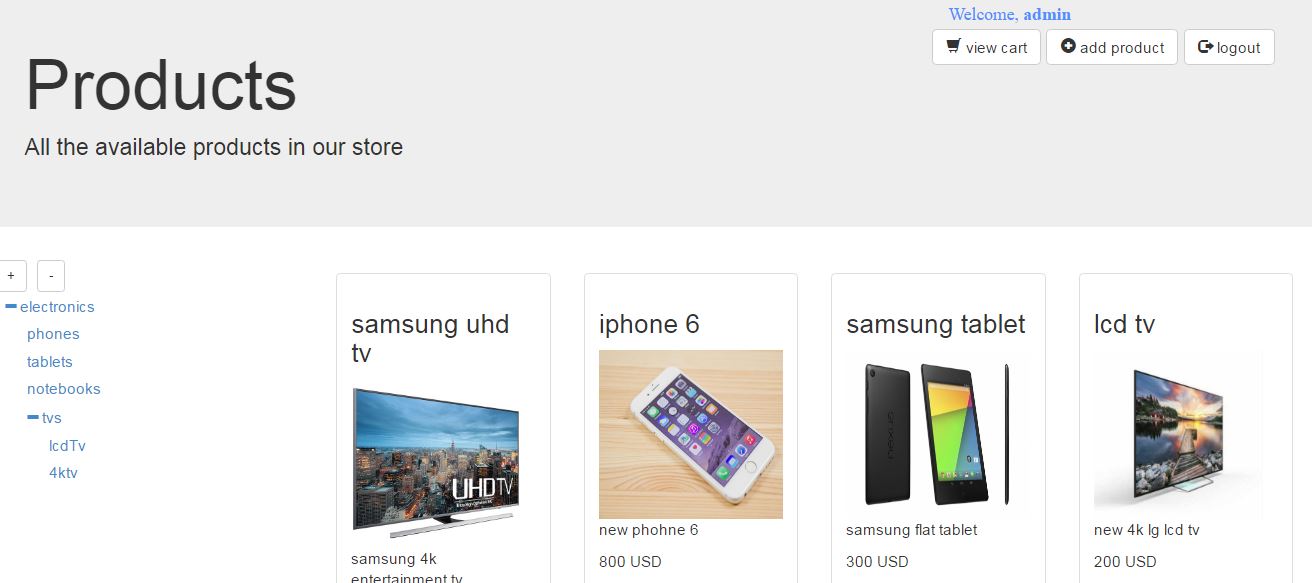 Welcome, admin
view cart
add product
logout
Products
All the available products in our store
+
-
electronics
phones
tablets
notebooks
tvs
lcdTv
4ktv
samsung uhd
tv
UHDTV
samsung 4k
entertainment tv
iphone 6
new phohne 6
800 USD
samsung tablet
nexus
samsung flat tablet
300 USD
lcd tv
new 4k lg lcd tv
200 USD